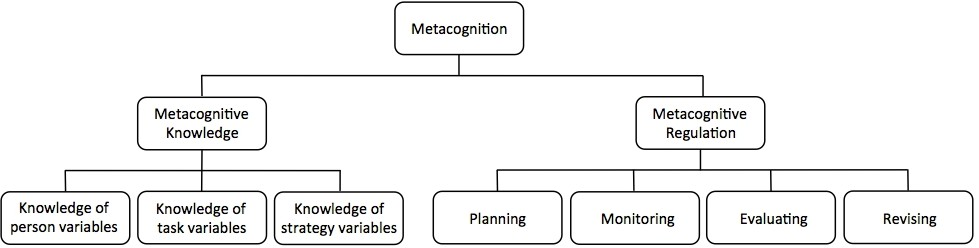 Metacognition
Metacognitive
Knowledge
Metacognitive
Regulation
Knowledge of
person variables
Knowledge of
task variables
Knowledge of
strategy variables
Planning
Monitoring
Evaluating
Revising